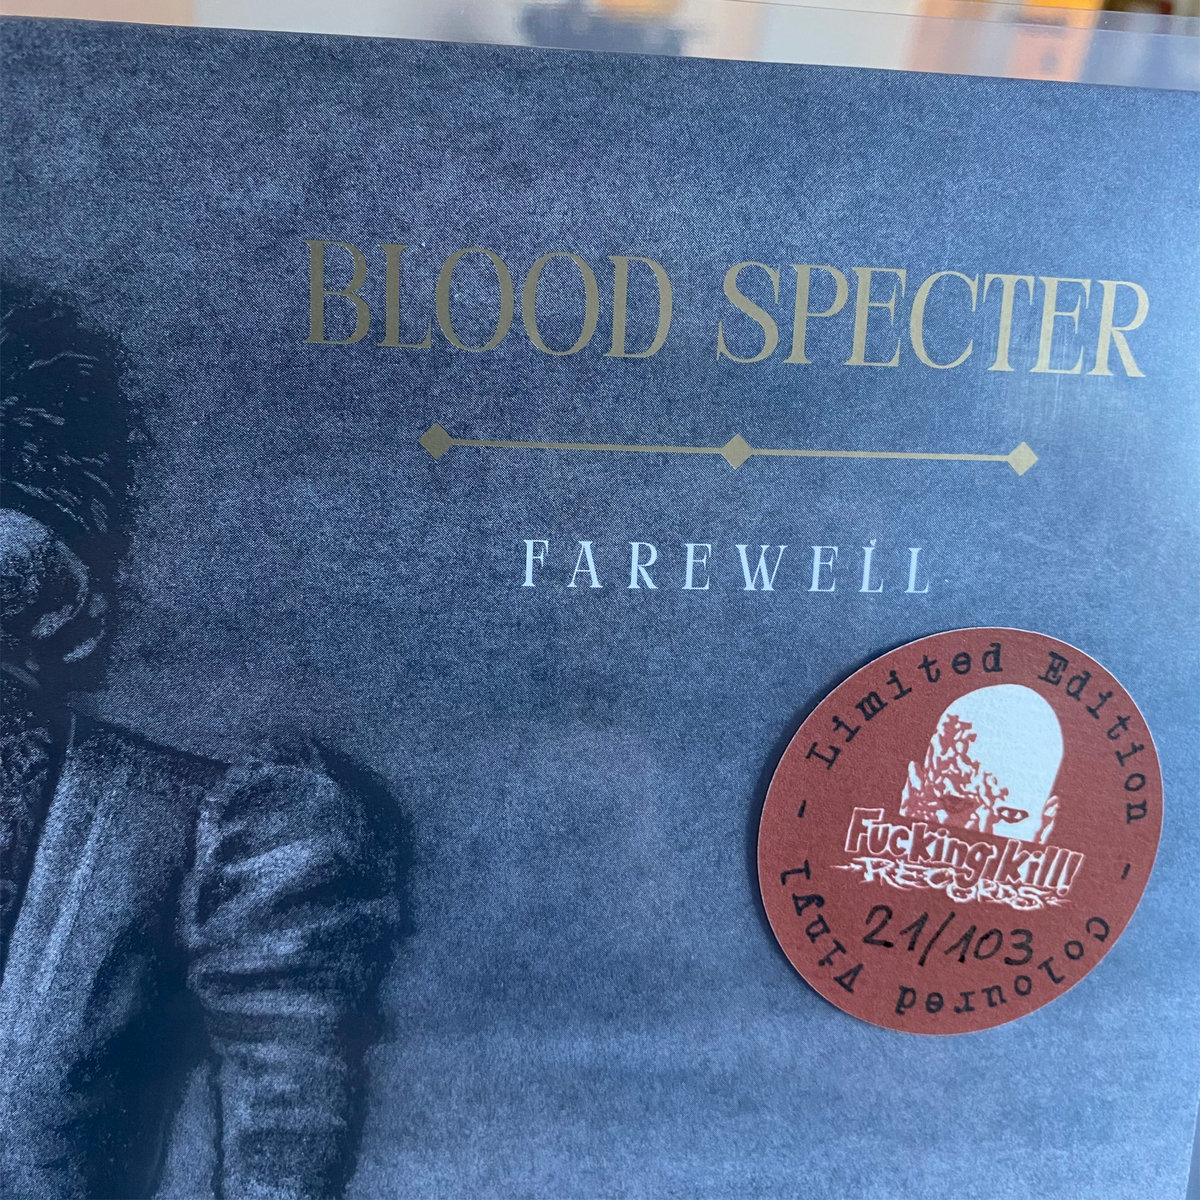 BLOOD SPECTER
FAREWELL
Limited Edition - Coloured Vinyl -
Fucking kill!
RECORDS
21/103